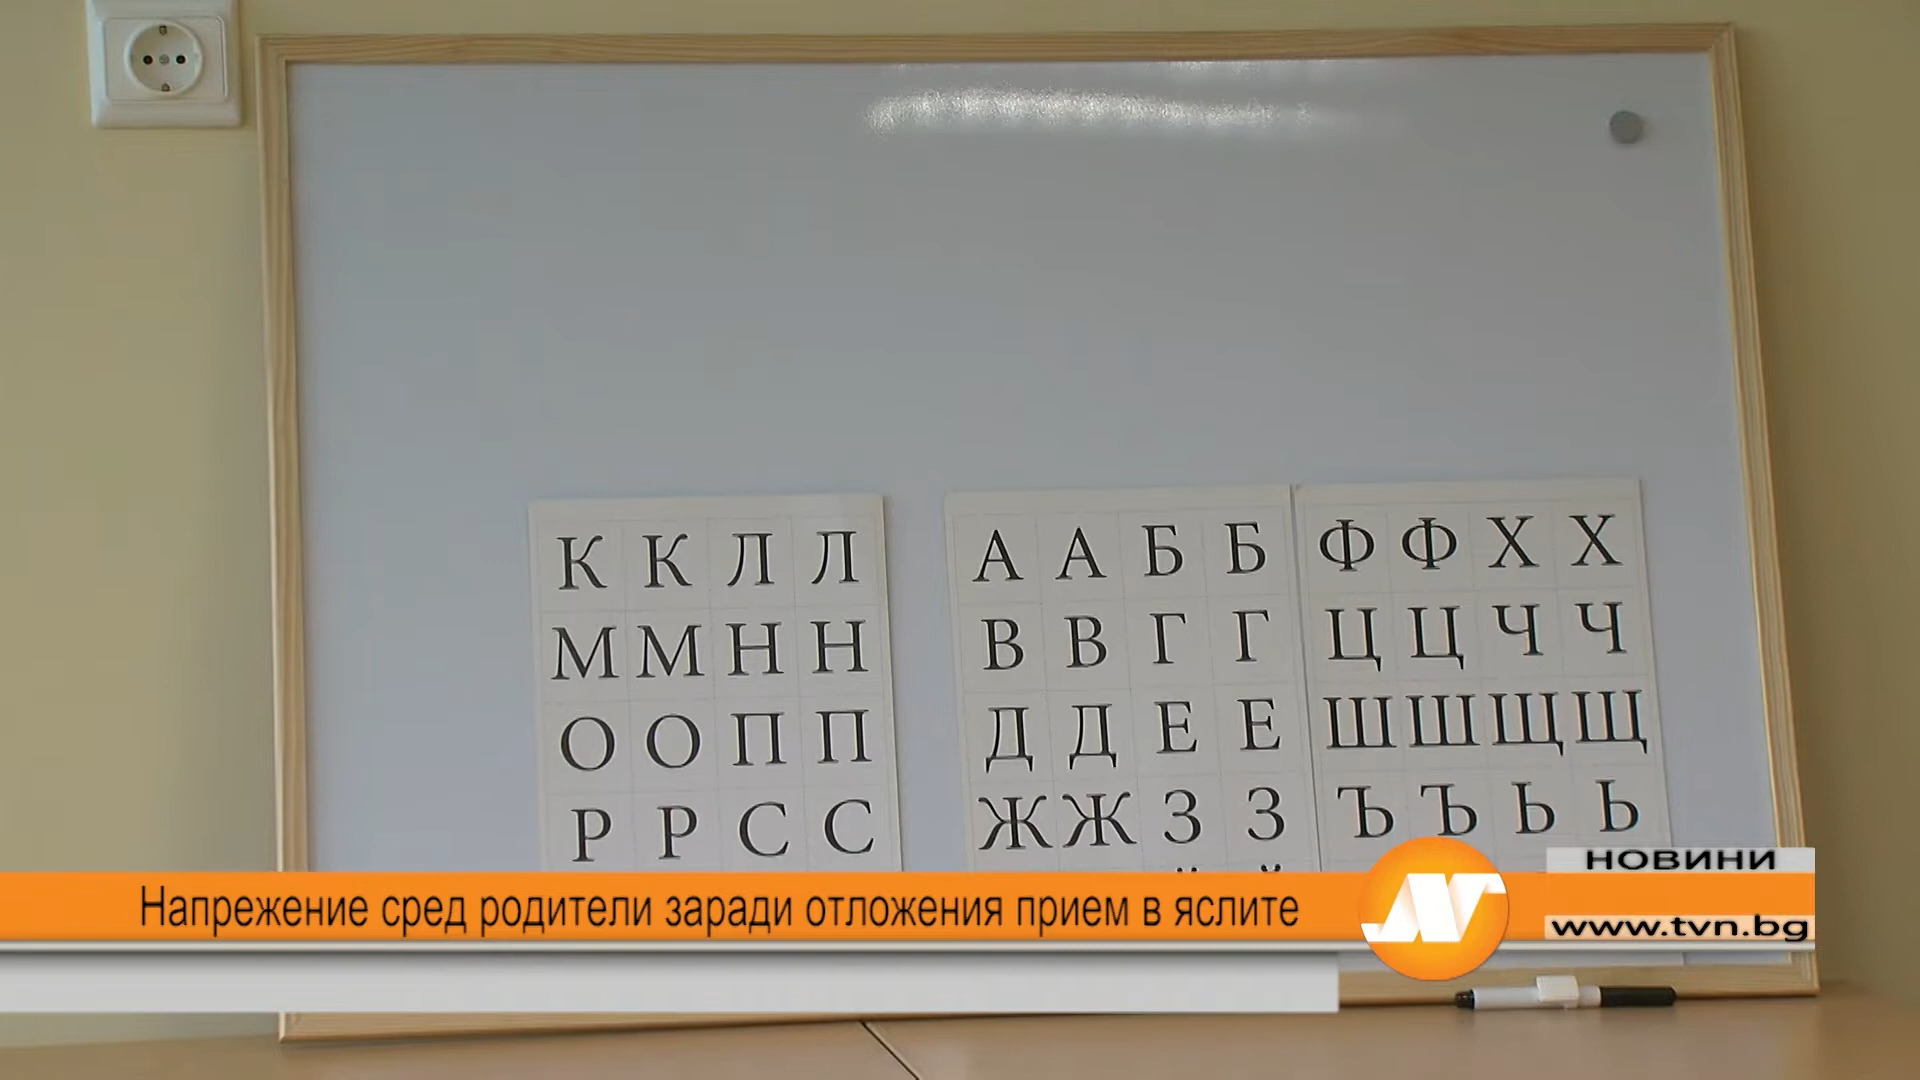 К К Л Л
М М Н Н
О О П П
Р Р С С
А А Б Б
В В Г Г
Д Д Е Е
Ж Ж З З
Ф Ф Х Х
Ц Ц Ч Ч
Ш Ш Щ Щ
Ъ Ъ Ь Ь
Напрежение сред родители заради отложения прием в яслите
НОВИНИ
www.tvn.bg